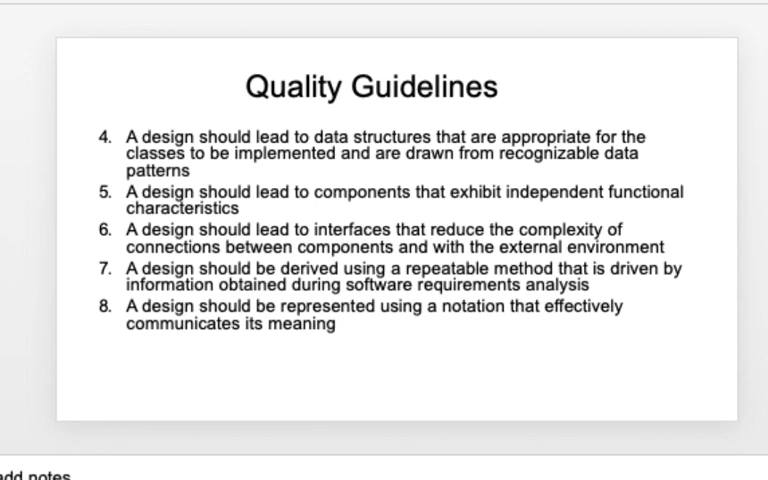 Quality Guidelines
4. A design should lead to data structures that are appropriate for the
classes to be implemented and are drawn from recognizable data
patterns
5. A design should lead to components that exhibit independent functional
characteristics
6. A design should lead to interfaces that reduce the complexity of
connections between components and with the external environment
7. A design should be derived using a repeatable method that is driven by
information obtained during software requirements analysis
8. A design should be represented using a notation that effectively
communicates its meaning
add notes